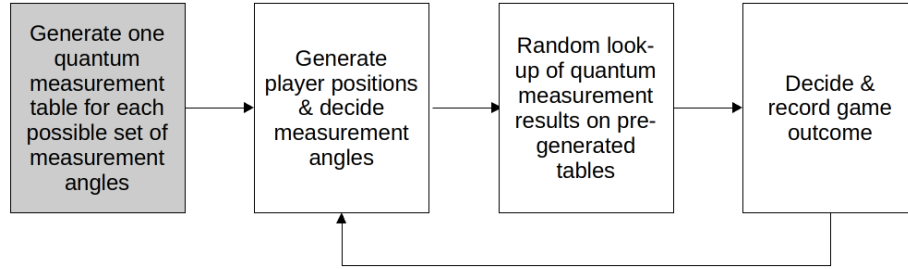 Generate one
quantum
measurement
table for each
possible set of
measurement
angles
Generate
player positions
& decide
measurement
angles
Random look-
up of quantum
measurement
results on pre-
generated
tables
Decide &
record game
outcome